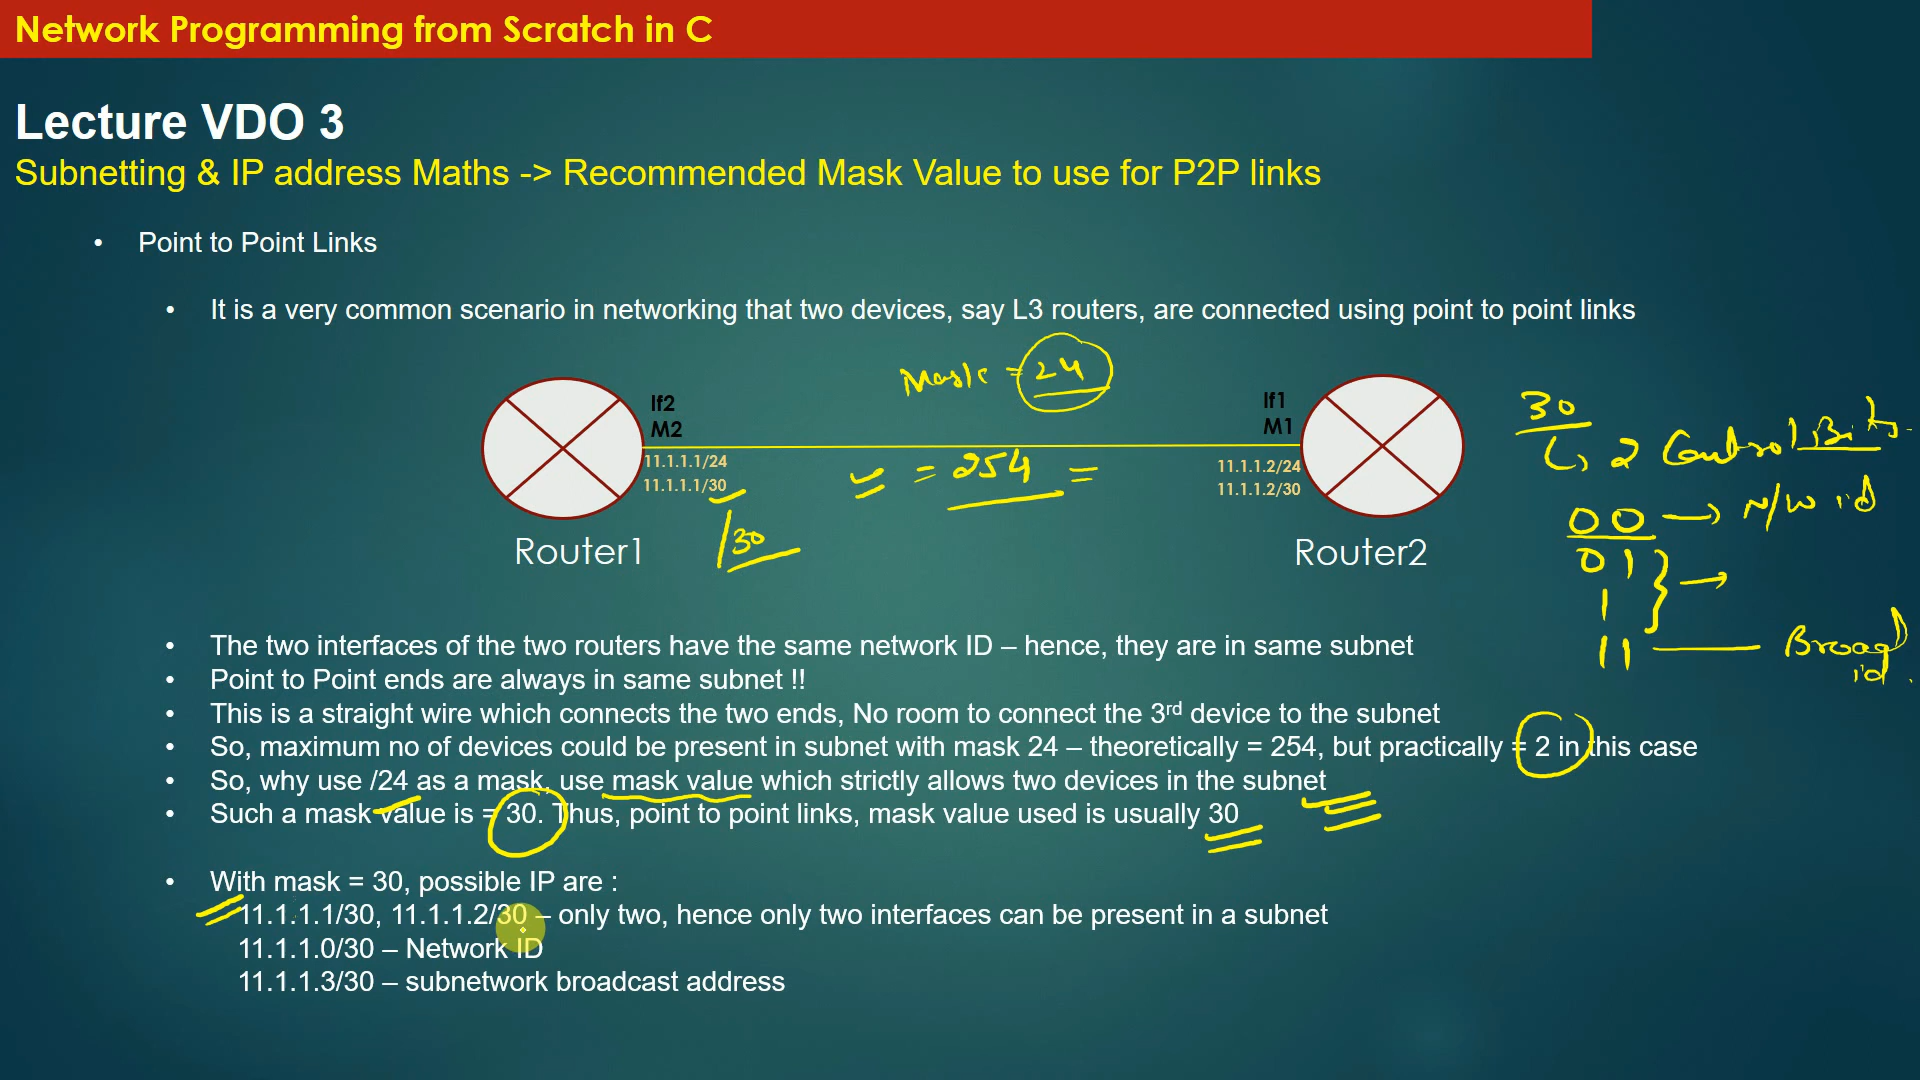 Network Programming from Scratch in C
Lecture VDO 3
Subnetting & IP address Maths -> Recommended Mask Value to use for P2P links
• Point to Point Links
• It is a very common scenario in networking that two devices, say L3 routers, are connected using point to point links
Mask = 24
If2
M2
11.1.1.1/24
11.1.1.1/30
/30
Router1
= 254 =
If1
M1
11.1.1.2/24
11.1.1.2/30
Router2
30
2 Control Bits
00 → N/W id
01
1
11 — Broad
id
• The two interfaces of the two routers have the same network ID – hence, they are in same subnet
• Point to Point ends are always in same subnet !!
• This is a straight wire which connects the two ends, No room to connect the 3rd device to the subnet
• So, maximum no of devices could be present in subnet with mask 24 – theoretically = 254, but practically = 2 in this case
• So, why use /24 as a mask, use mask value which strictly allows two devices in the subnet
• Such a mask value is = 30. Thus, point to point links, mask value used is usually 30
• With mask = 30, possible IP are :
11.1.1.1/30, 11.1.1.2/30 – only two, hence only two interfaces can be present in a subnet
11.1.1.0/30 – Network ID
11.1.1.3/30 – subnetwork broadcast address